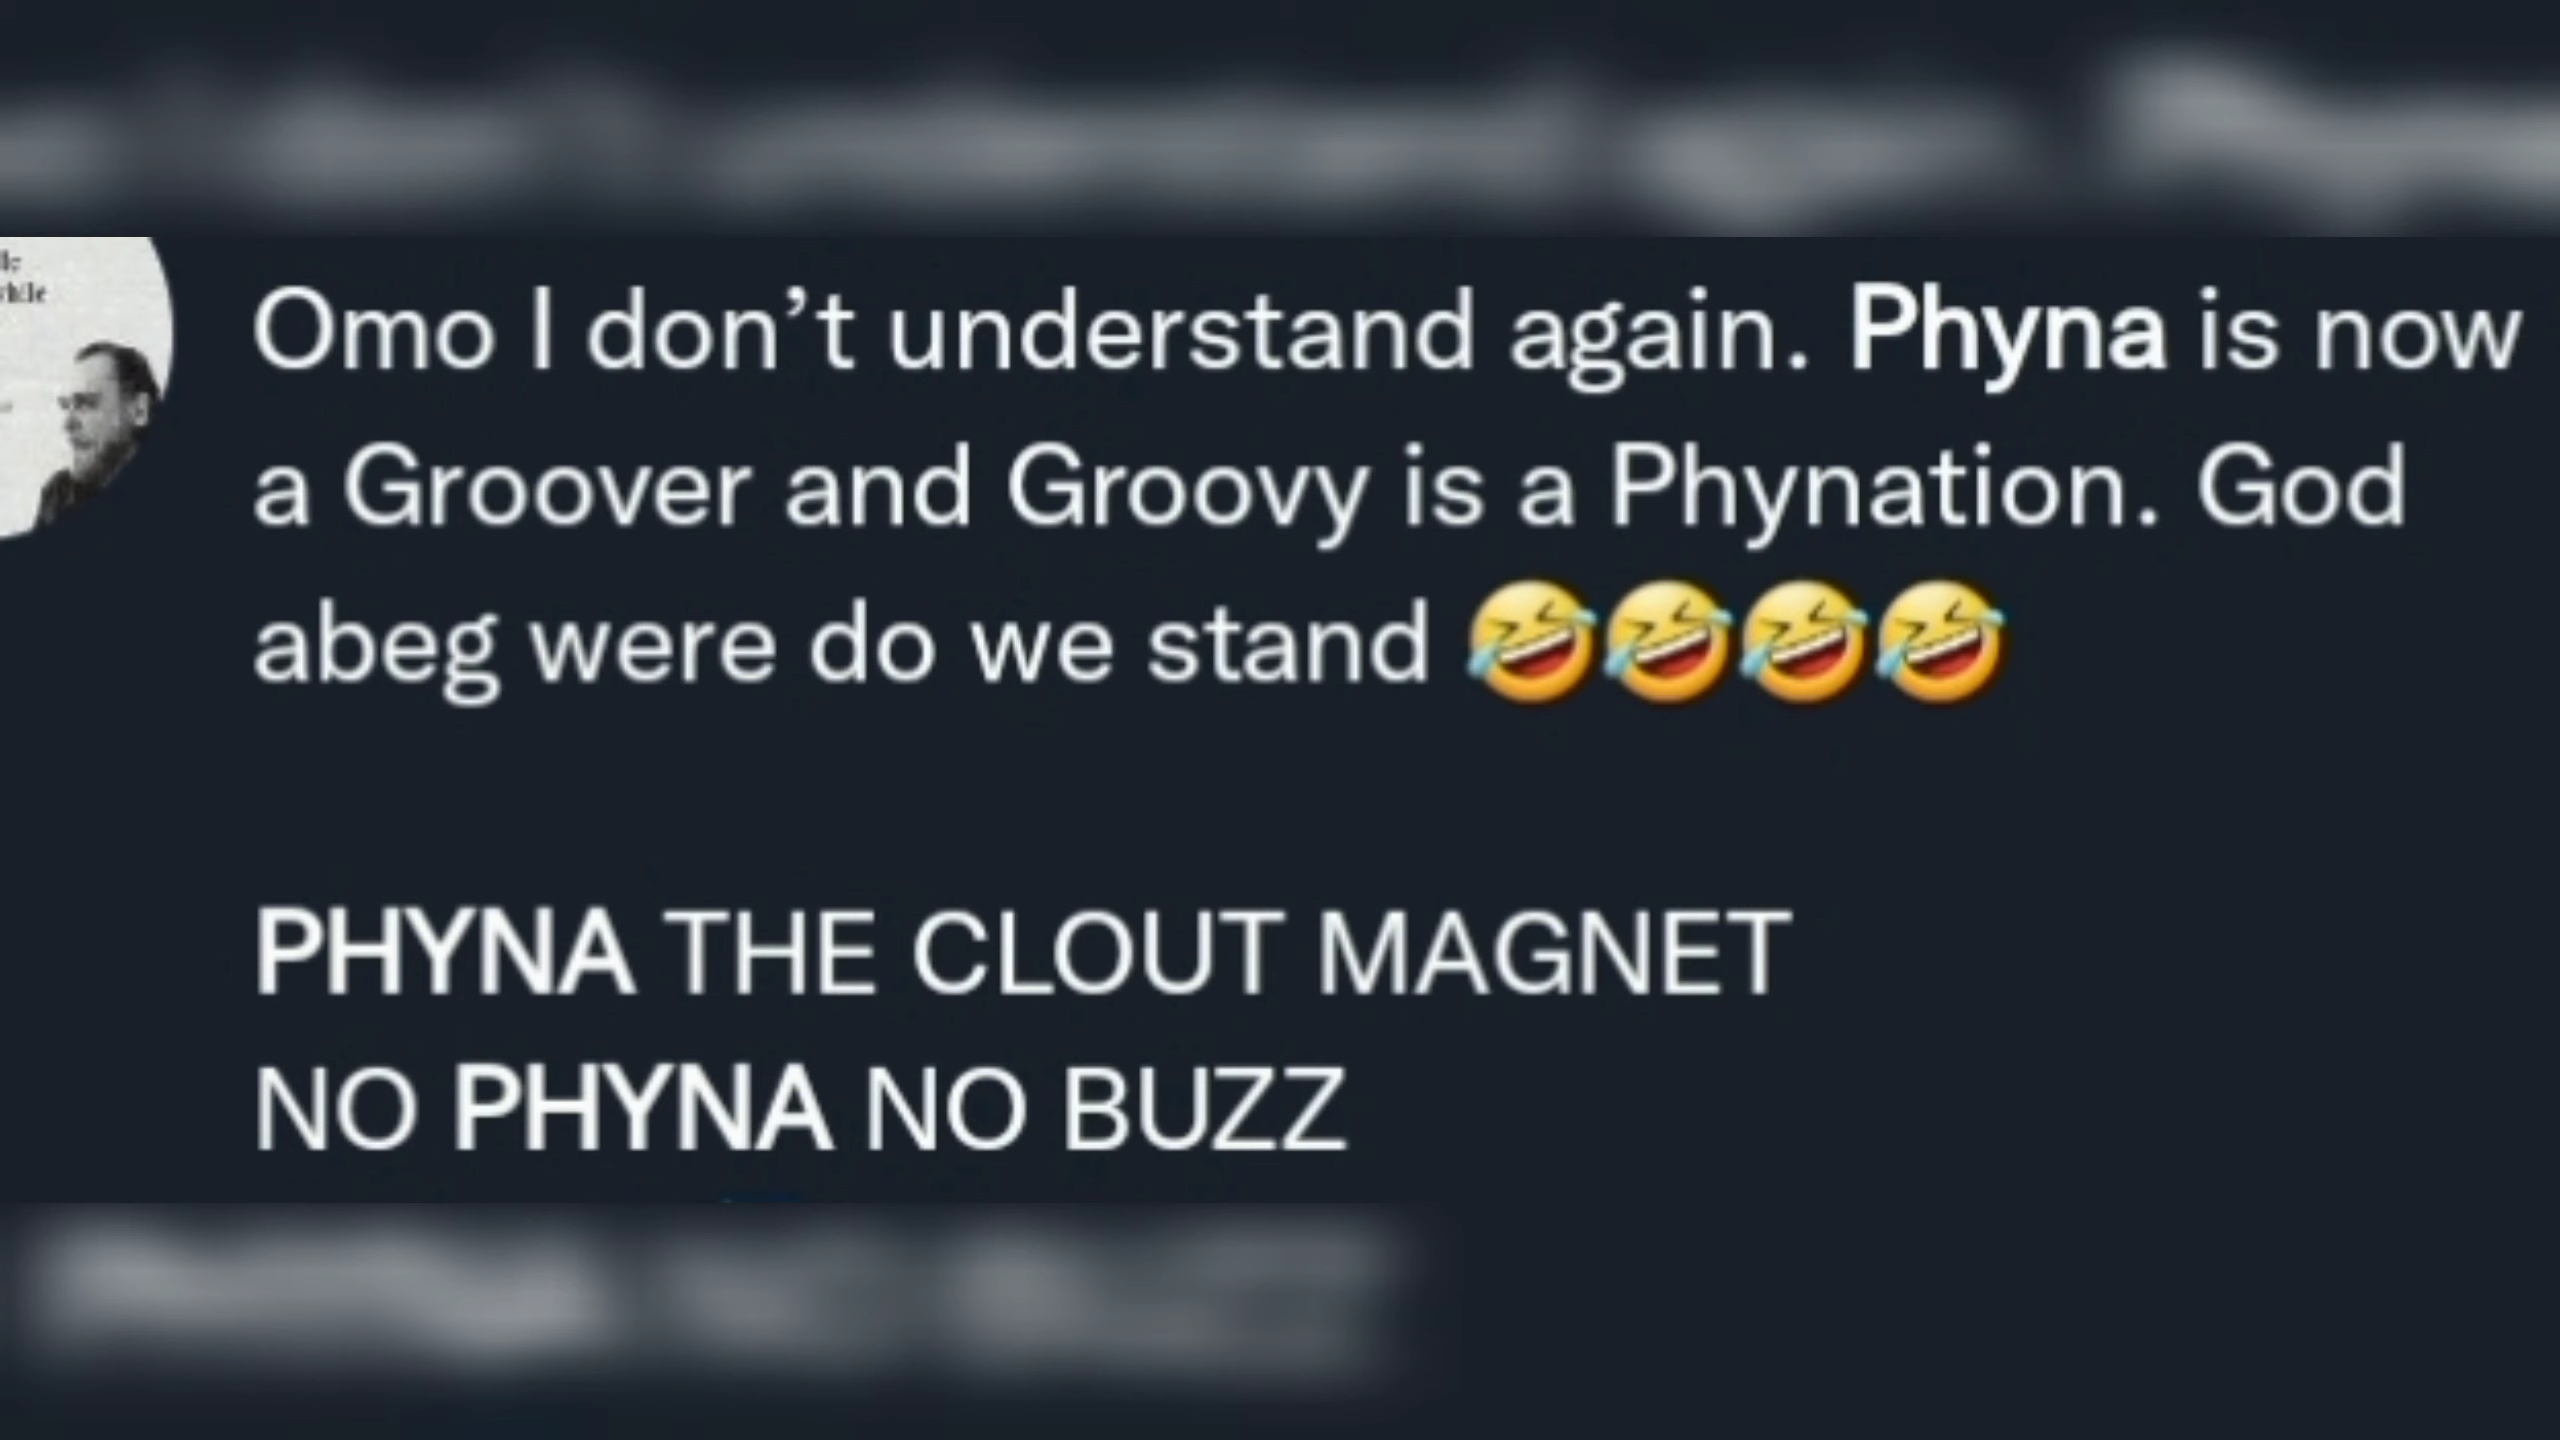 Omo I don’t understand again. Phyna is now
a Groover and Groovy is a Phynation. God
abeg were do we stand 🤣🤣🤣🤣
PHYNA THE CLOUT MAGNET
NO PHYNA NO BUZZ